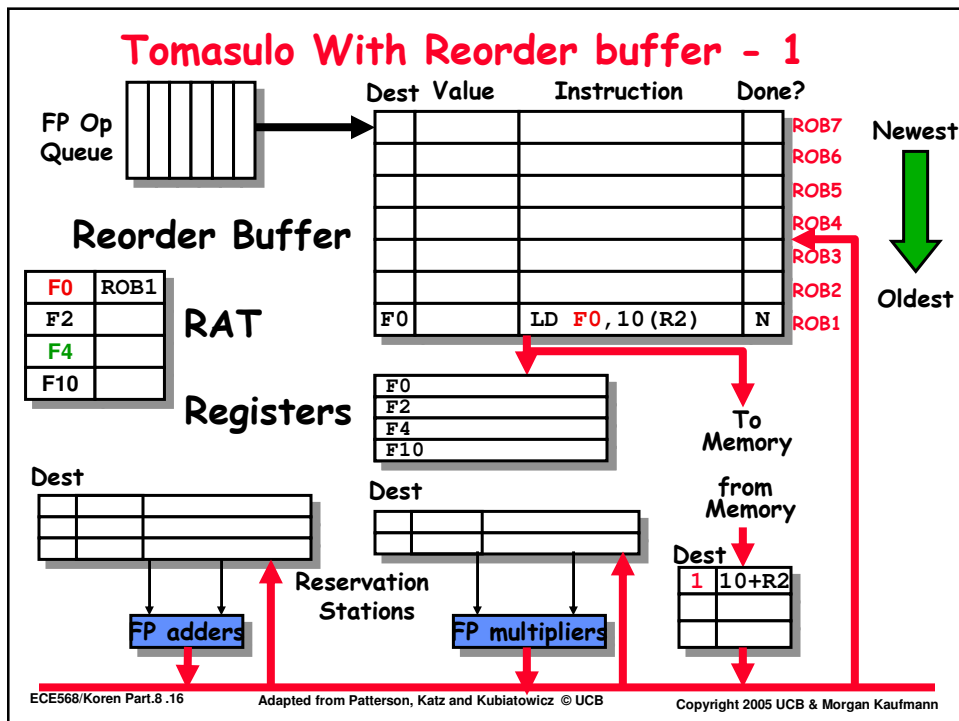 Tomasulo With Reorder buffer - 1
Dest Value Instruction Done?
FP Op
Queue
ROB7
ROB6
ROB5
ROB4
ROB3
ROB2
F0 LD F0,10(R2) N ROB1
Newest
Oldest
Reorder Buffer
F0 ROB1
F2
F4
F10
RAT
Registers
F0
F2
F4
F10
To
Memory
from
Memory
Dest
Dest
Dest
1 10+R2
Reservation
Stations
FP adders
FP multipliers
ECE568/Koren Part.8 .16
Adapted from Patterson, Katz and Kubiatowicz © UCB
Copyright 2005 UCB & Morgan Kaufmann